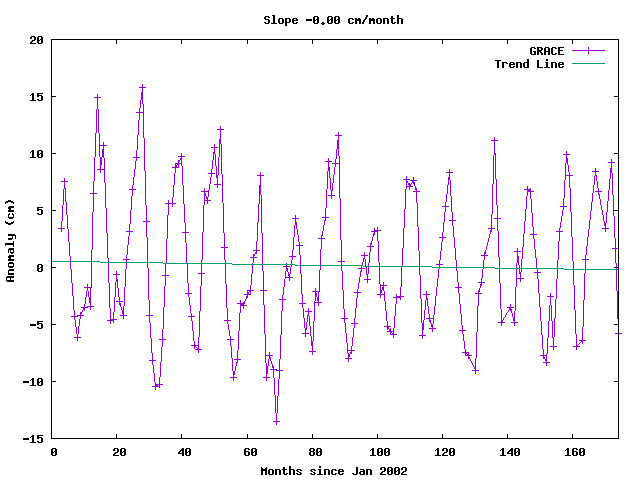 Slope -0.00 cm/month
20
15
10
5
0
-5
-10
-15
Anomaly (cm)
GRACE
Trend Line
0 20 40 60 80 100 120 140 160
Months since Jan 2002